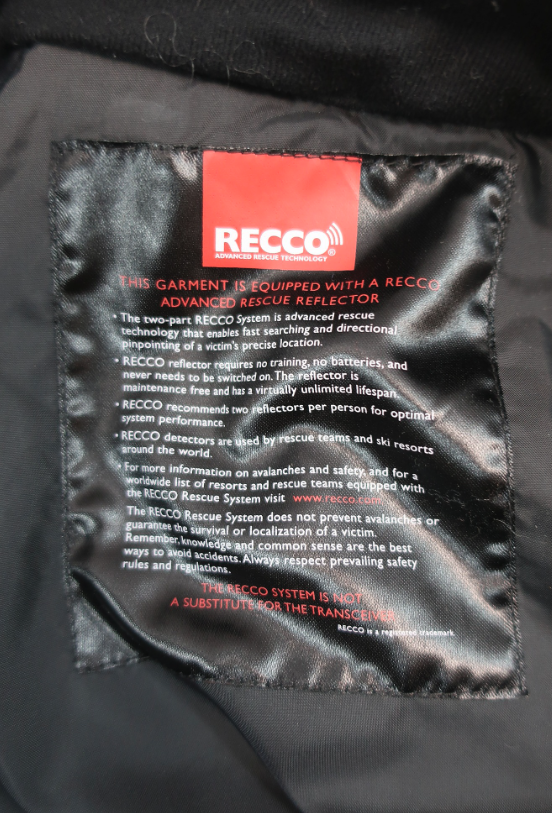 RECCO®
ADVANCED RESCUE TECHNOLOGY
THIS GARMENT IS EQUIPPED WITH A RECCO
ADVANCED RESCUE REFLECTOR
• The two-part RECCO System is advanced rescue
technology that enables fast searching and directional
pinpointing of a victim's precise location.
• RECCO reflector requires no training, no batteries, and
never needs to be switched on. The reflector is
maintenance free and has a virtually unlimited lifespan.
• RECCO recommends two reflectors per person for optimal
system performance.
• RECCO detectors are used by rescue teams and ski resorts
around the world.
• For more information on avalanches and safety, and for a
worldwide list of resorts and rescue teams equipped with
the RECCO Rescue System visit www.recco.com
The RECCO Rescue System does not prevent avalanches or
guarantee the survival or localization of a victim.
Remember, knowledge and common sense are the best
ways to avoid accidents. Always respect prevailing safety
rules and regulations.
THE RECCO SYSTEM IS NOT
A SUBSTITUTE FOR THE TRANSCEIVER
RECCO is a registered trademark.